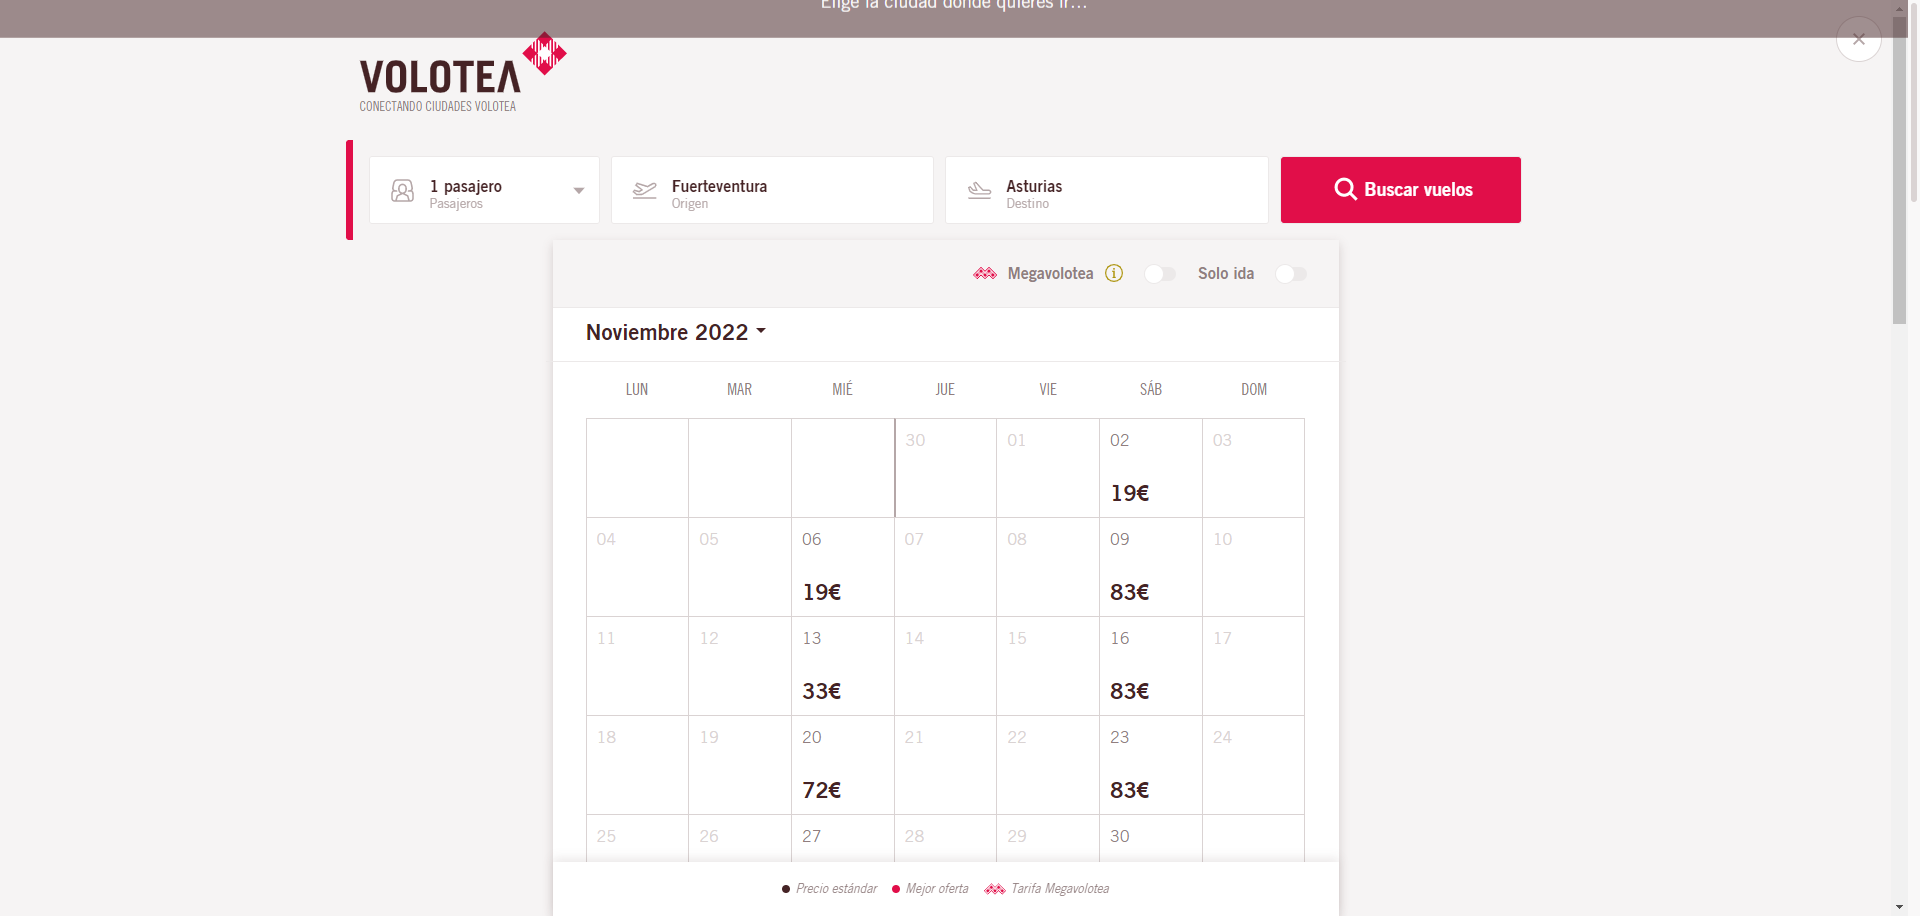 Elige la ciudad donde quieres ir...
VOLOTEA
CONECTANDO CIUDADES VOLOTEA
1 pasajero
Pasajeros
Fuerteventura
Origen
Asturias
Destino
Buscar vuelos
Megavolotea
Solo ida
Noviembre 2022
LUN MAR MIÉ JUE VIE SÁB DOM
30 01 02 03
19€
04 05 06 07 08 09 10
19€ 83€
11 12 13 14 15 16 17
33€ 83€
18 19 20 21 22 23 24
72€ 83€
25 26 27 28 29 30
Precio estándar Mejor oferta Tarifa Megavolotea